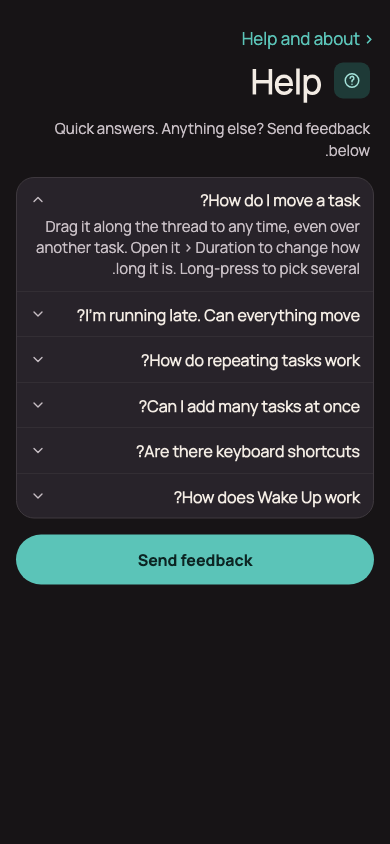 Help and about
Help
Quick answers. Anything else? Send feedback
below.
How do I move a task?
Drag it along the thread to any time, even over
another task. Open it > Duration to change how
long it is. Long-press to pick several.
I'm running late. Can everything move?
How do repeating tasks work?
Can I add many tasks at once?
Are there keyboard shortcuts?
How does Wake Up work?
Send feedback